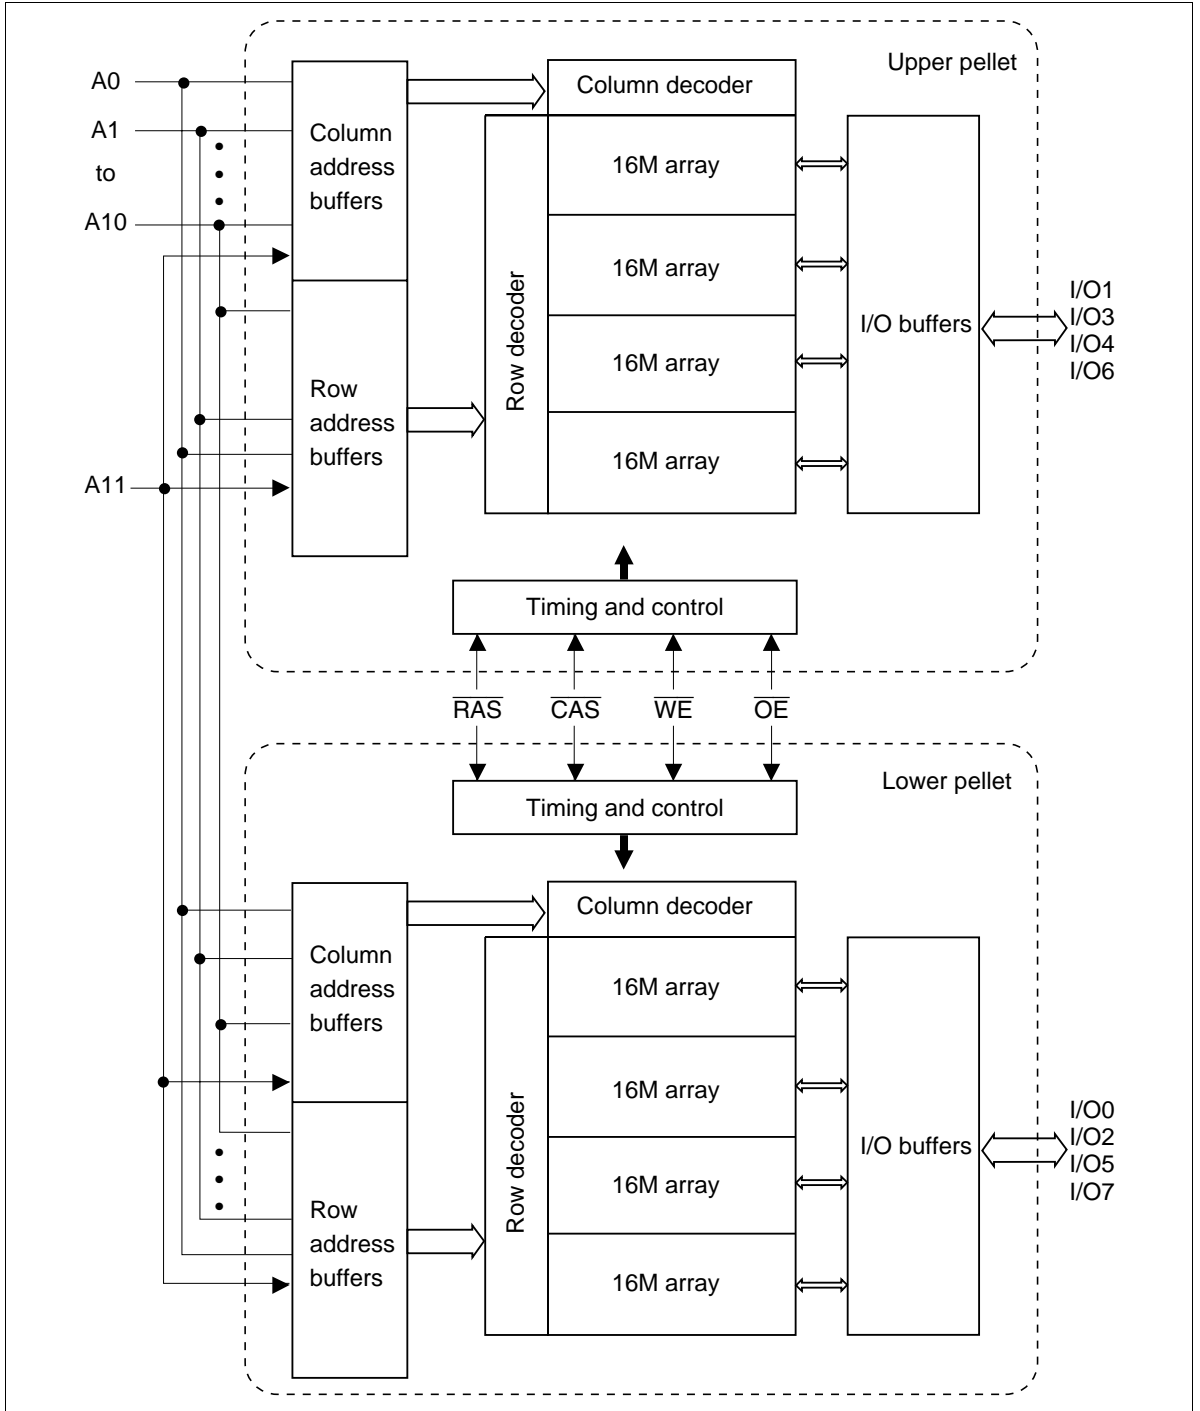 Upper pellet
A0
A1
to
A10
A11
Column
address
buffers
Row
address
buffers
Column decoder
Row decoder
16M array
16M array
16M array
16M array
I/O buffers
I/O1
I/O3
I/O4
I/O6
Timing and control
RAS
CAS
WE
OE
Lower pellet
Timing and control
Column
address
buffers
Row
address
buffers
Column decoder
Row decoder
16M array
16M array
16M array
16M array
I/O buffers
I/O0
I/O2
I/O5
I/O7